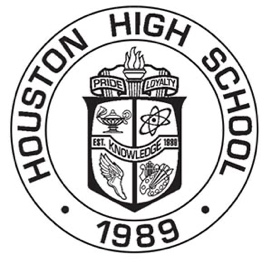 HOUSTON HIGH SCHOOL
PRIDE LOYALTY
EST. KNOWLEDGE 1989
• 1989 •